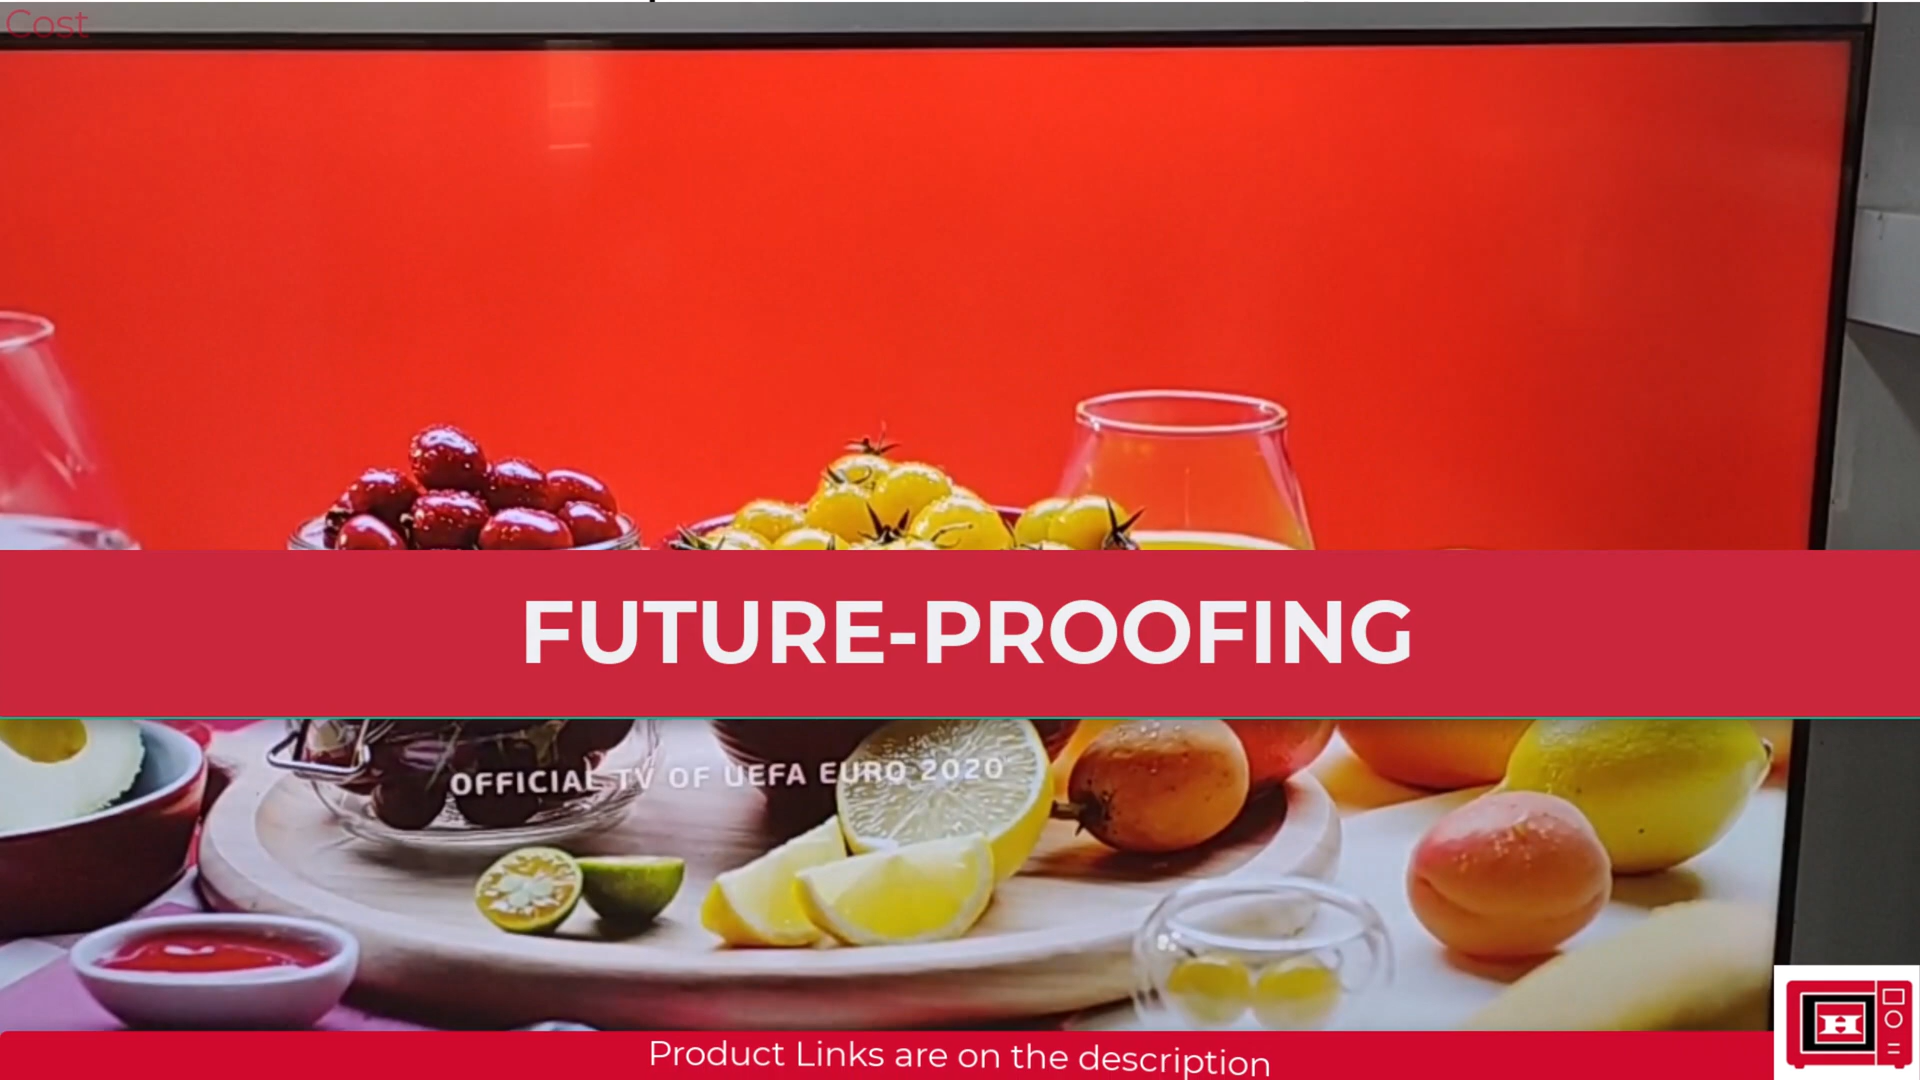 Cost
FUTURE-PROOFING
OFFICIAL TV OF UEFA EURO 2020
Product Links are on the description
H